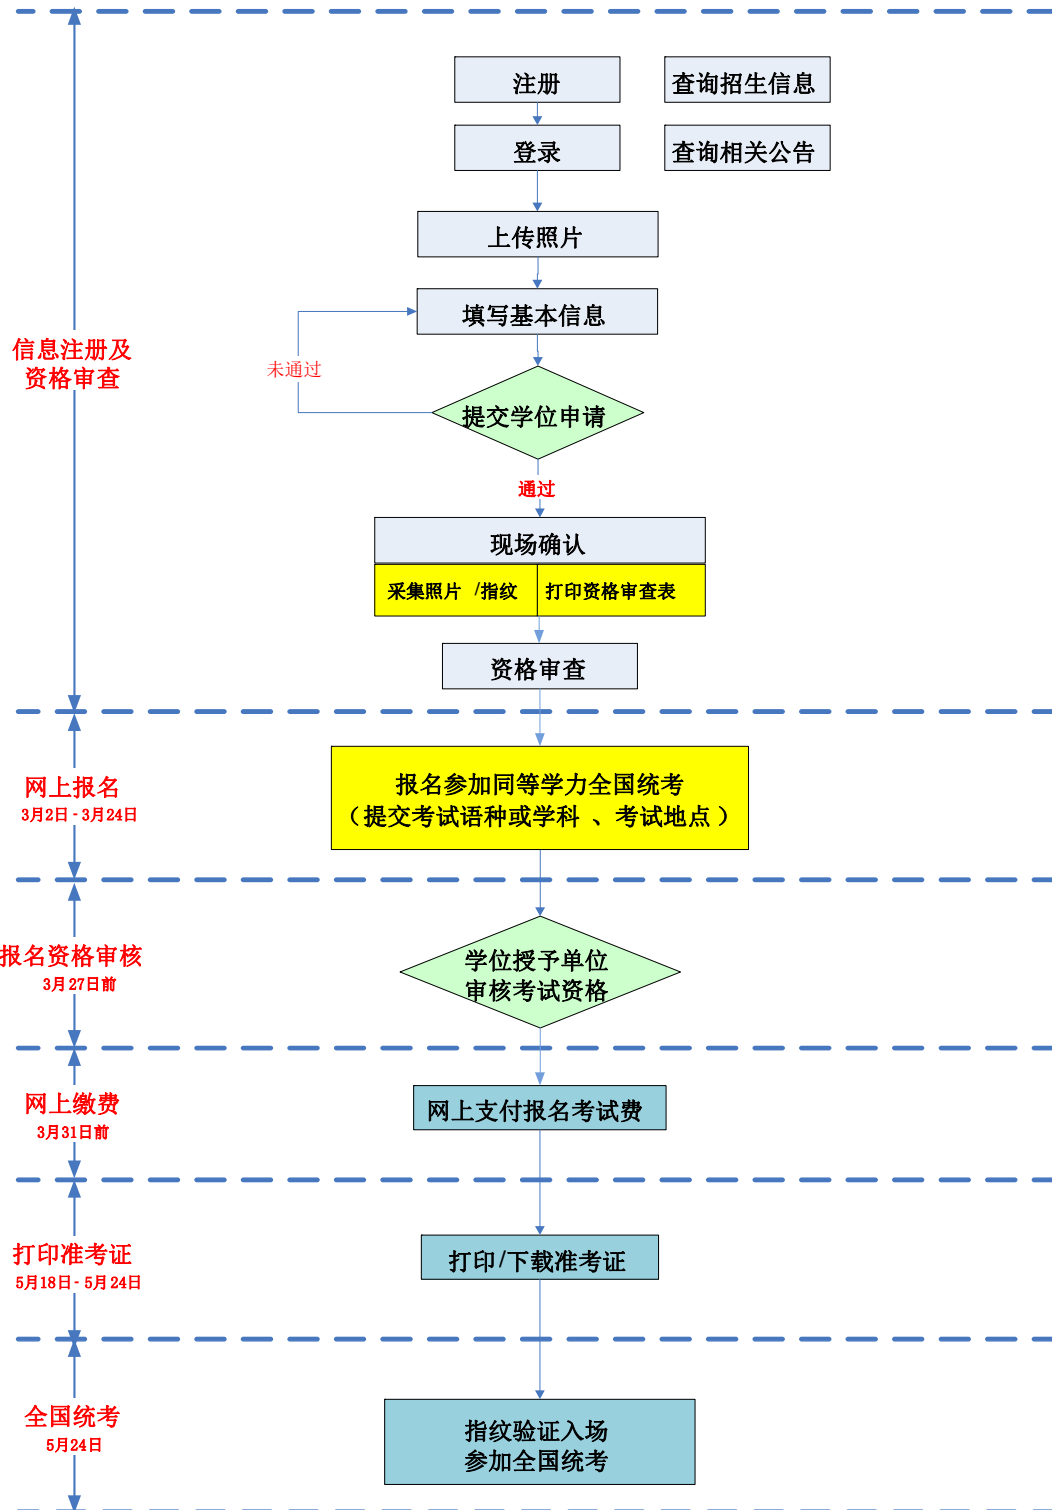 注册
查询招生信息
登录
查询相关公告
上传照片
填写基本信息
信息注册及
资格审查
未通过
提交学位申请
通过
现场确认
采集照片 /指纹
打印资格审查表
资格审查
网上报名
3月2日 - 3月24日
报名参加同等学力全国统考
（提交考试语种或学科 、考试地点）
报名资格审核
3月27日前
学位授予单位
审核考试资格
网上缴费
3月31日前
网上支付报名考试费
打印准考证
5月18日- 5月24日
打印/下载准考证
全国统考
5月24日
指纹验证入场
参加全国统考